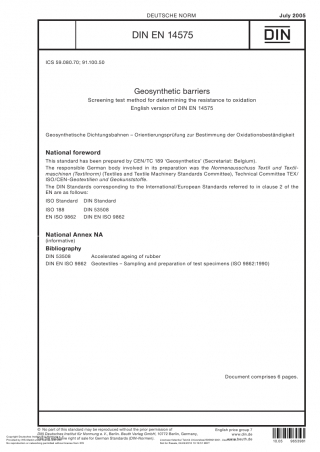 DEUTSCHE NORM
July 2005
DIN EN 14575
DIN
ICS 59.080.70; 91.100.50
Geosynthetic barriers
Screening test method for determining the resistance to oxidation
English version of DIN EN 14575
Geosynthetische Dichtungsbahnen – Orientierungsprüfung zur Bestimmung der Oxidationsbeständigkeit
National foreword
This standard has been prepared by CEN/TC 189 ‘Geosynthetics’ (Secretariat: Belgium).
The responsible German body involved in its preparation was the Normenausschuss Textil und Textil-
maschinen (Textilnorm) (Textiles and Textile Machinery Standards Committee), Technical Committee TEX/
ISO/CEN-Geotextilien und Geokunststoffe.
The DIN Standards corresponding to the International/European Standards referred to in clause 2 of the
EN are as follows:
ISO Standard DIN Standard
ISO 188 DIN 53508
EN ISO 9862 DIN EN ISO 9862
National Annex NA
(informative)
Bibliography
DIN 53508 Accelerated ageing of rubber
DIN EN ISO 9862 Geotextiles – Sampling and preparation of test specimens (ISO 9862:1990)
Document comprises 6 pages.
© No part of this standard may be reproduced without the prior permission of
DIN Deutsches Institut für Normung e. V., Berlin. Beuth Verlag GmbH, 10772 Berlin, Germany,
right of sale for German Standards (DIN-Normen).
English price group
www.din.de
www.beuth.de